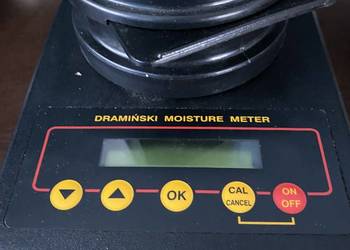 DRAMIŃSKI MOISTURE METER
OK
CAL
CANCEL
ON
OFF